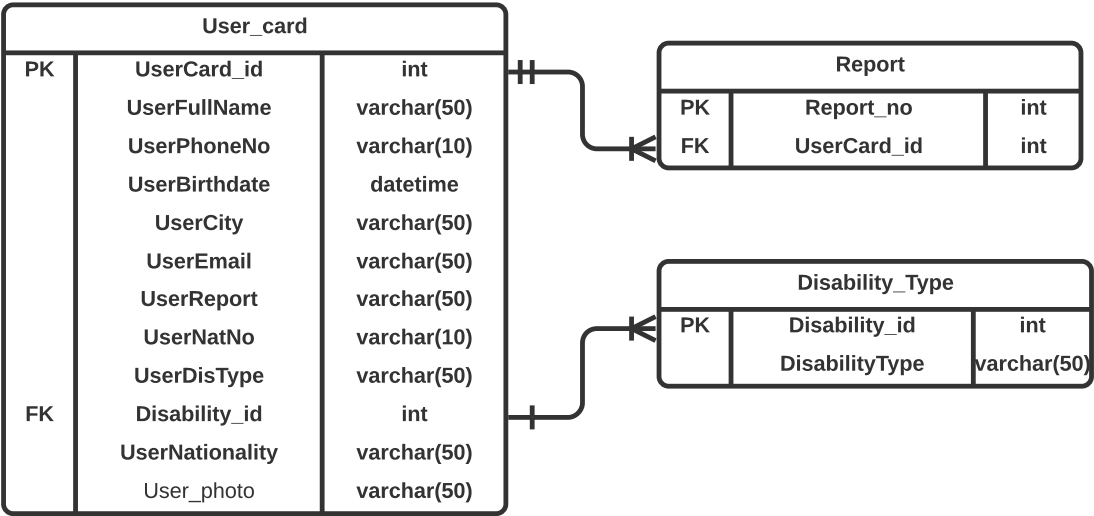 User_card
PK UserCard_id int
UserFullName varchar(50)
UserPhoneNo varchar(10)
UserBirthdate datetime
UserCity varchar(50)
UserEmail varchar(50)
UserReport varchar(50)
UserNatNo varchar(10)
UserDisType varchar(50)
FK Disability_id int
UserNationality varchar(50)
User_photo varchar(50)
Report
PK Report_no int
FK UserCard_id int
Disability_Type
PK Disability_id int
DisabilityType varchar(50)